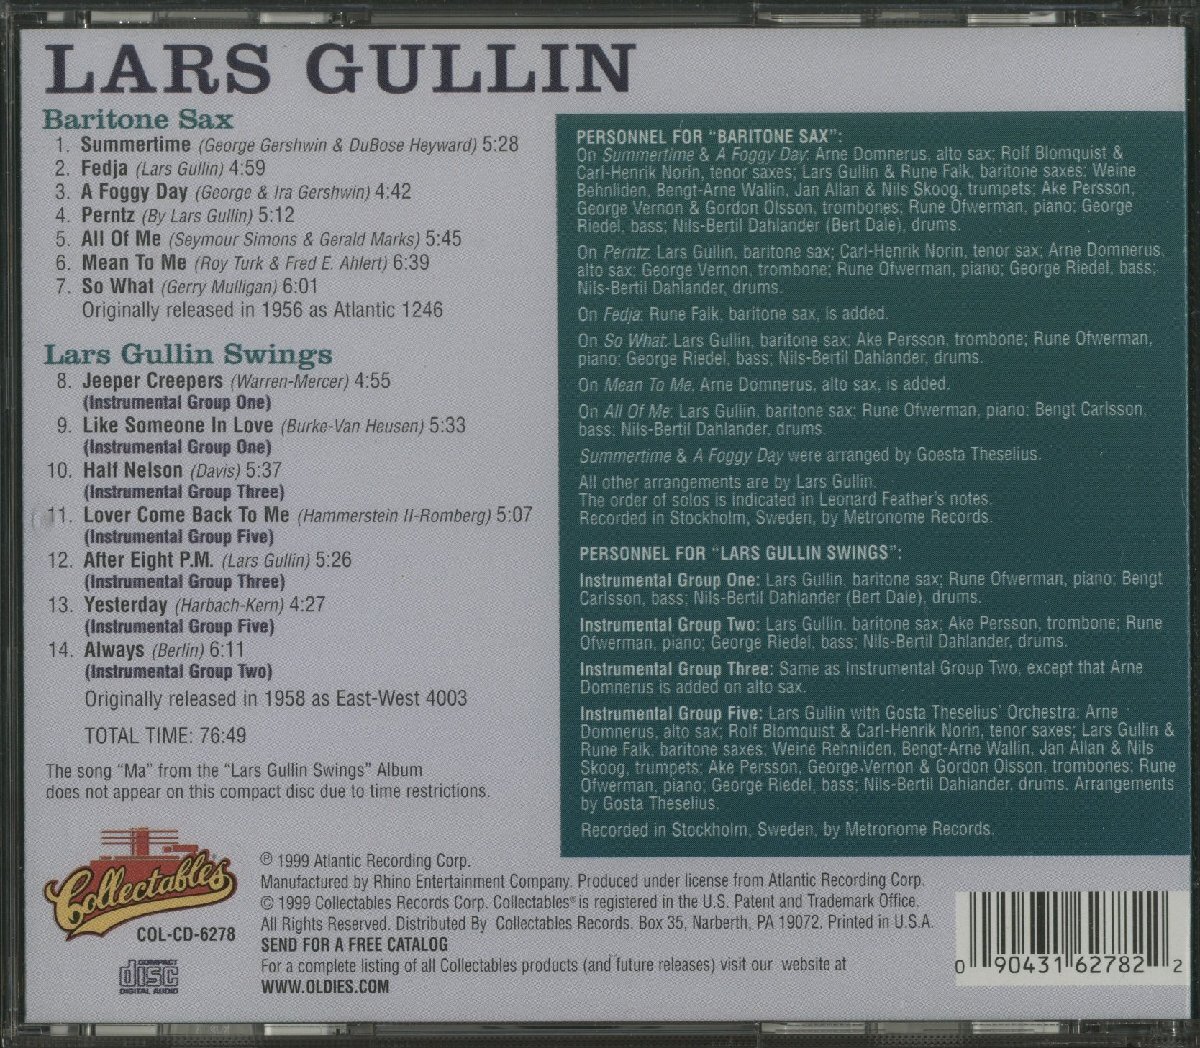 LARS GULLIN
Baritone Sax
1. Summertime (George Gershwin & DuBose Heyward) 5:28
2. Fedja (Lars Gullin) 4:59
3. A Foggy Day (George & Ira Gershwin) 4:42
4. Perntz (By Lars Gullin) 5:12
5. All Of Me (Seymour Simons & Gerald Marks) 5:45
6. Mean To Me (Roy Turk & Fred E. Ahlert) 6:39
7. So What (Gerry Mulligan) 6:01
Originally released in 1956 as Atlantic 1246
Lars Gullin Swings
8. Jeeper Creepers (Warren-Mercer) 4:55
(Instrumental Group One)
9. Like Someone In Love (Burke-Van Heusen) 5:33
(Instrumental Group One)
10. Half Nelson (Davis) 5:37
(Instrumental Group Three)
11. Lover Come Back To Me (Hammerstein II-Romberg) 5:07
(Instrumental Group Five)
12. After Eight P.M. (Lars Gullin) 5:26
(Instrumental Group Three)
13. Yesterday (Harbach-Kern) 4:27
(Instrumental Group Five)
14. Always (Berlin) 6:11
(Instrumental Group Two)
Originally released in 1958 as East-West 4003
TOTAL TIME: 76:49
The song “Ma” from the “Lars Gullin Swings” Album
does not appear on this compact disc due to time restrictions.
PERSONNEL FOR “BARITONE SAX”:
On Summertime & A Foggy Day: Arne Domnerus, alto sax; Rolf Blomquist &
Carl-Henrik Norin, tenor saxes; Lars Gullin & Rune Falk, baritone saxes; Weine
Behnliden, Bengt-Arne Wallin, Jan Allan & Nils Skoog, trumpets; Ake Persson,
George Vernon & Gordon Olsson, trombones; Rune Ofwerman, piano; George
Riedel, bass; Nils-Bertil Dahlander (Bert Dale), drums.
On Perntz: Lars Gullin, baritone sax; Carl-Henrik Norin, tenor sax; Arne Domnerus,
alto sax; George Vernon, trombone; Rune Ofwerman, piano; George Riedel, bass;
Nils-Bertil Dahlander, drums.
On Fedja: Rune Falk, baritone sax, is added.
On So What: Lars Gullin, baritone sax; Ake Persson, trombone; Rune Ofwerman,
piano; George Riedel, bass; Nils-Bertil Dahlander, drums.
On Mean To Me, Arne Domnerus, alto sax, is added.
On All Of Me: Lars Gullin, baritone sax; Rune Ofwerman, piano; Bengt Carlsson,
bass; Nils-Bertil Dahlander, drums.
Summertime & A Foggy Day were arranged by Goesta Theselius.
All other arrangements are by Lars Gullin.
The order of solos is indicated in Leonard Feather's notes.
Recorded in Stockholm, Sweden, by Metronome Records.
PERSONNEL FOR “LARS GULLIN SWINGS”:
Instrumental Group One: Lars Gullin, baritone sax; Rune Ofwerman, piano; Bengt
Carlsson, bass; Nils-Bertil Dahlander (Bert Dale), drums.
Instrumental Group Two: Lars Gullin, baritone sax; Ake Persson, trombone; Rune
Ofwerman, piano; George Riedel, bass; Nils-Bertil Dahlander, drums.
Instrumental Group Three: Same as Instrumental Group Two, except that Arne
Domnerus is added on alto sax.
Instrumental Group Five: Lars Gullin with Gosta Theselius' Orchestra: Arne
Domnerus, alto sax; Rolf Blomquist & Carl-Henrik Norin, tenor saxes; Lars Gullin &
Rune Falk, baritone saxes; Weine Rehnliden, Bengt-Arne Wallin, Jan Allan & Nils
Skoog, trumpets; Ake Persson, George Vernon & Gordon Olsson, trombones; Rune
Ofwerman, piano; George Riedel, bass; Nils-Bertil Dahlander, drums. Arrangements
by Gosta Theselius.
Recorded in Stockholm, Sweden, by Metronome Records.
Collectables
COL-CD-6278
COMPACT
disc
DIGITAL AUDIO
℗ 1999 Atlantic Recording Corp.
Manufactured by Rhino Entertainment Company. Produced under license from Atlantic Recording Corp.
© 1999 Collectables Records Corp. Collectables® is registered in the U.S. Patent and Trademark Office.
All Rights Reserved. Distributed By Collectables Records. Box 35, Narberth, PA 19072. Printed in U.S.A.
SEND FOR A FREE CATALOG
For a complete listing of all Collectables products (and future releases) visit our website at
WWW.OLDIES.COM
0 90431 62782 2